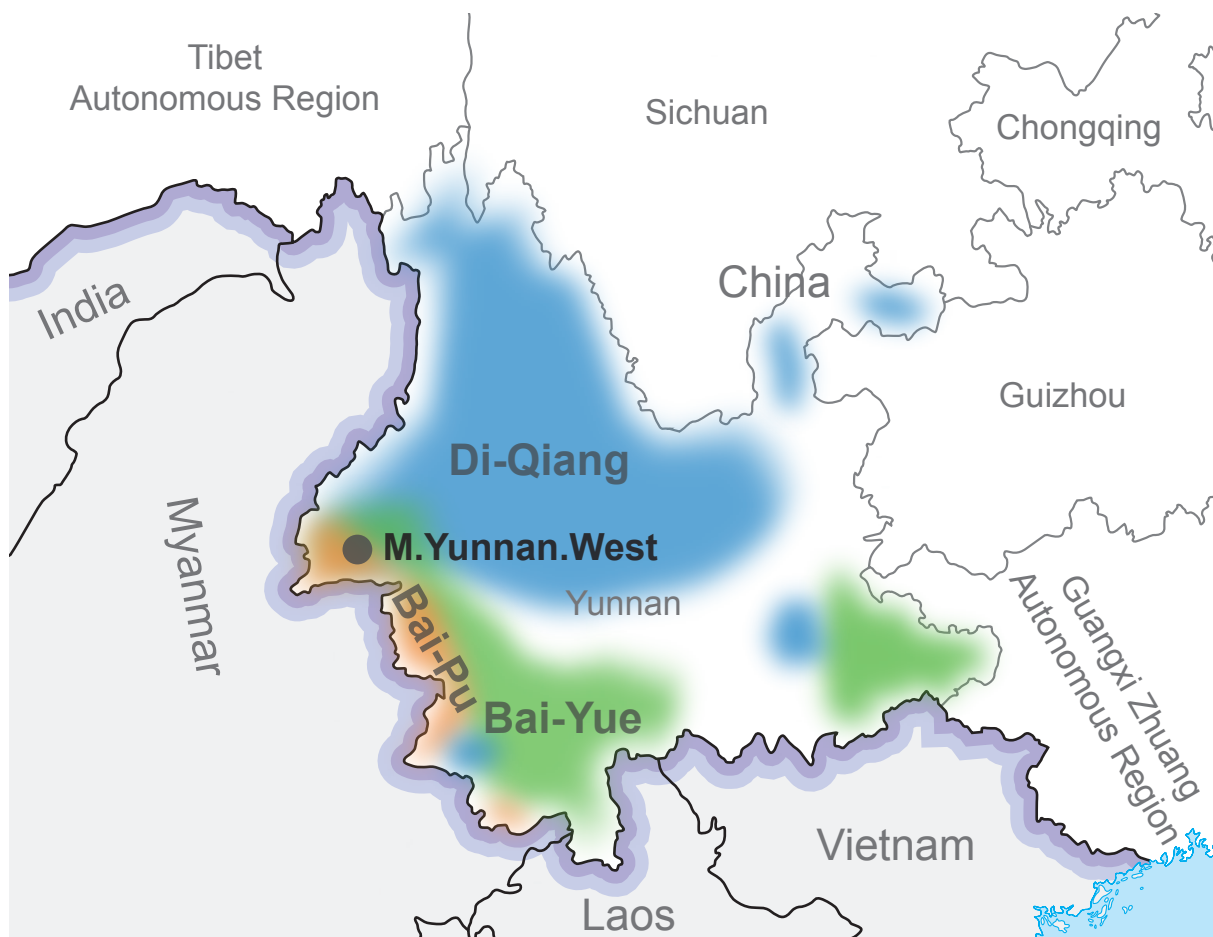 Tibet
Autonomous Region
Sichuan
Chongqing
China
India
Guizhou
Di-Qiang
Myanmar
M.Yunnan.West
Yunnan
Bai-Pu
Guangxi Zhuang
Autonomous Region
Bai-Yue
Vietnam
Laos